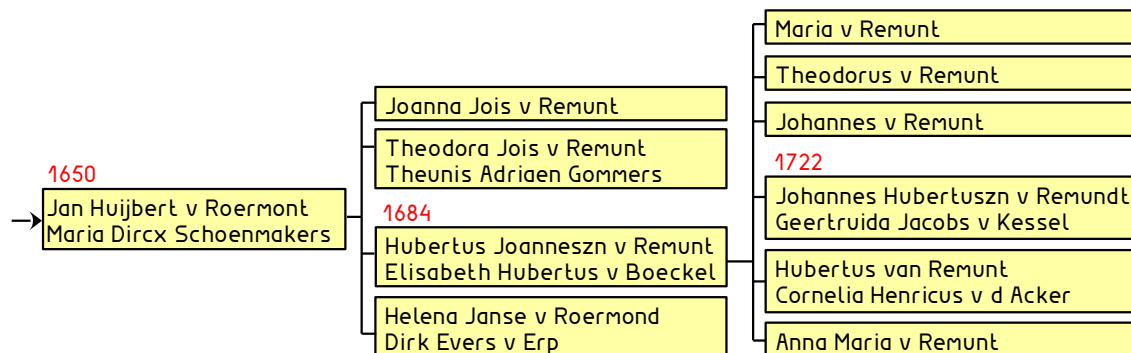 1650
Jan Huijbert v Roermont
Maria Dircx Schoenmakers
Joanna Jois v Remunt
Theodora Jois v Remunt
Theunis Adriaen Gommers
1684
Hubertus Joanneszn v Remunt
Elisabeth Hubertus v Boeckel
Helena Janse v Roermond
Dirk Evers v Erp
Maria v Remunt
Theodorus v Remunt
Johannes v Remunt
1722
Johannes Hubertuszn v Remundt
Geertruida Jacobs v Kessel
Hubertus van Remunt
Cornelia Henricus v d Acker
Anna Maria v Remunt